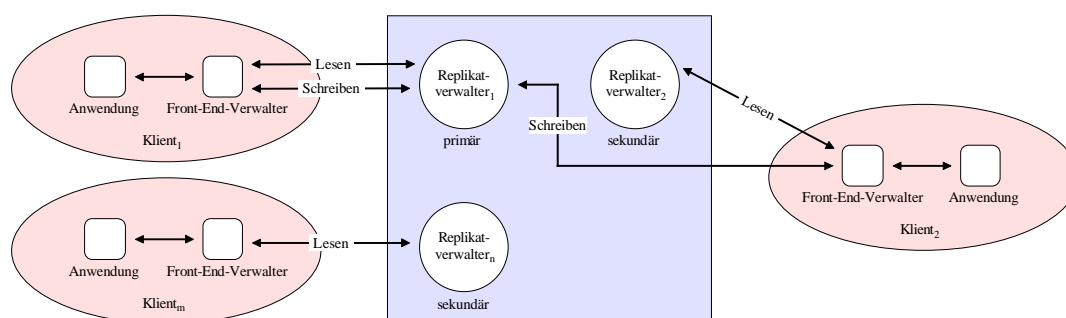 Anwendung
Front-End-Verwalter
Klient1
Lesen
Schreiben
Replikat-
verwalter1
primär
Replikat-
verwalter2
sekundär
Schreiben
Lesen
Front-End-Verwalter
Anwendung
Klient2
Anwendung
Front-End-Verwalter
Klientm
Lesen
Replikat-
verwaltern
sekundär